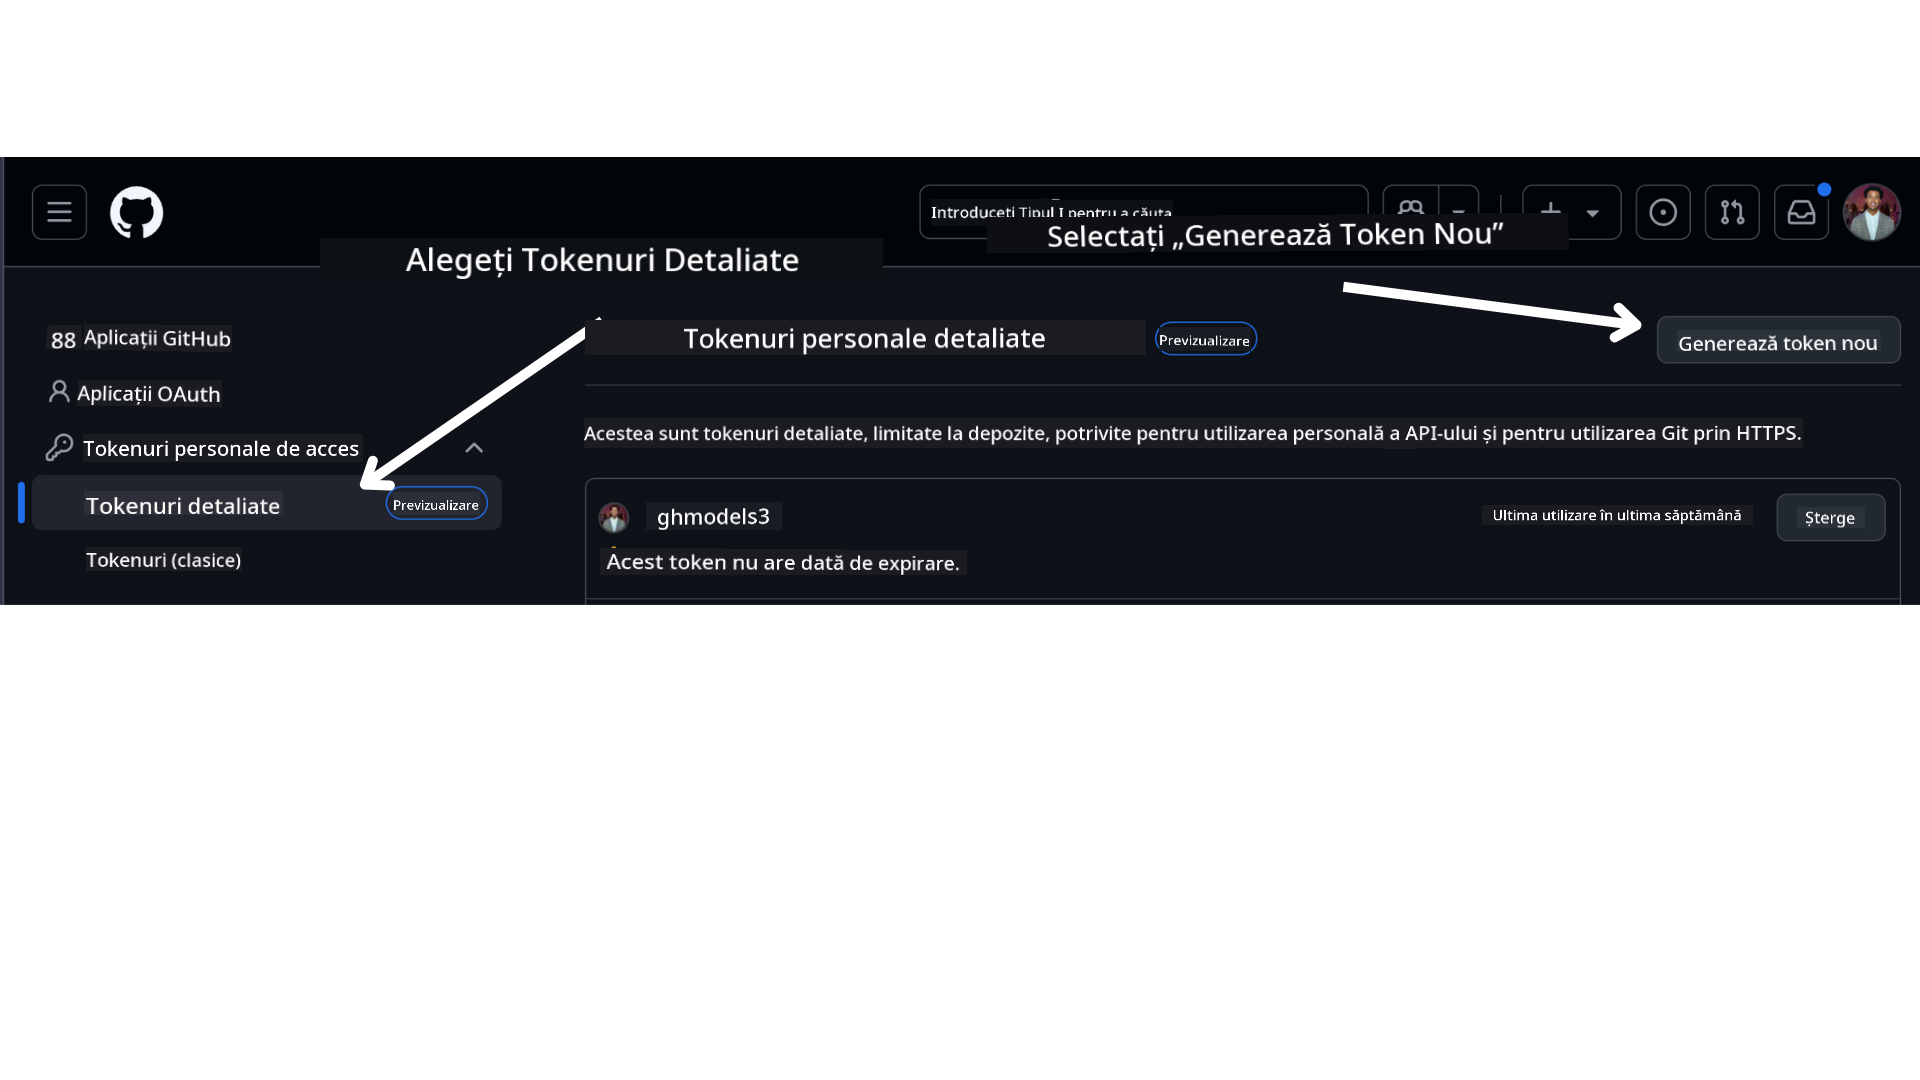 Introduceți Tipul I pentru a căuta
Selectați „Generează Token Nou”
Alegeți Tokenuri Detaliate
88 Aplicații GitHub
Aplicații OAuth
Tokenuri personale de acces
Tokenuri detaliate
Previzualizare
Tokenuri (clasice)
Tokenuri personale detaliate
Previzualizare
Generează token nou
Acestea sunt tokenuri detaliate, limitate la depozite, potrivite pentru utilizarea personală a API-ului și pentru utilizarea Git prin HTTPS.
ghmodels3
Ultima utilizare în ultima săptămână
Șterge
Acest token nu are dată de expirare.